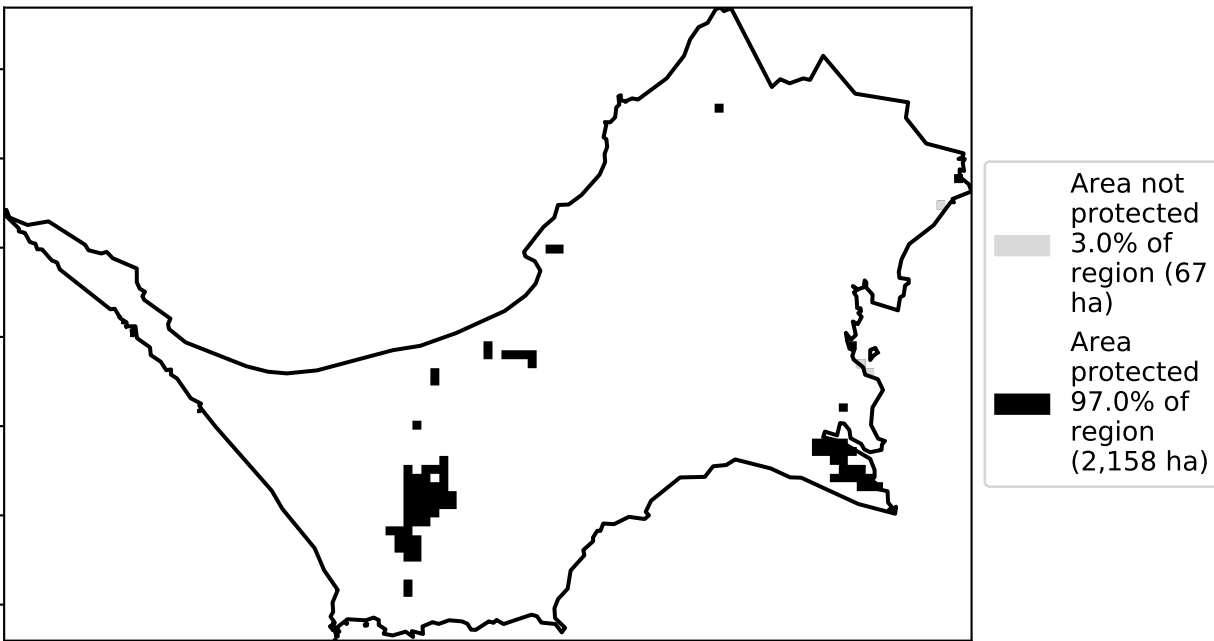 Area not
protected
3.0% of
region (67
ha)
Area
protected
97.0% of
region
(2,158 ha)